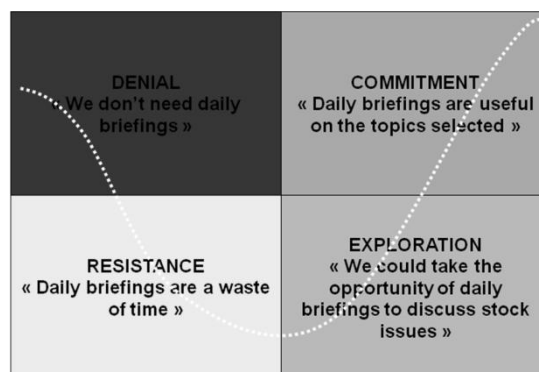 DENIAL
« We don't need daily
briefings »
COMMITMENT
« Daily briefings are useful
on the topics selected »
RESISTANCE
« Daily briefings are a waste
of time »
EXPLORATION
« We could take the
opportunity of daily
briefings to discuss stock
issues »